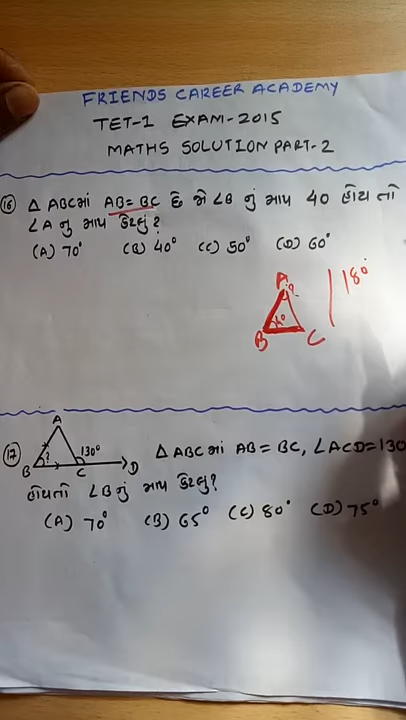 FRIENDS CAREER ACADEMY
TET-1 EXAM-2015
MATHS SOLUTION PART-2
16 Δ ABCમાં AB=BC છે જો ∠B નું માપ 40 હોય તો
∠A નું માપ કેટલું?
(A) 70° (B) 40° (C) 50° (D) 60°
A
?
180°
40°
B C
A
17 B ? C 130° D
Δ ABCમાં AB=BC, ∠ACD=130
હોયતો ∠Bનું માપ કેટલું?
(A) 70° (B) 65° (C) 80° (D) 75°